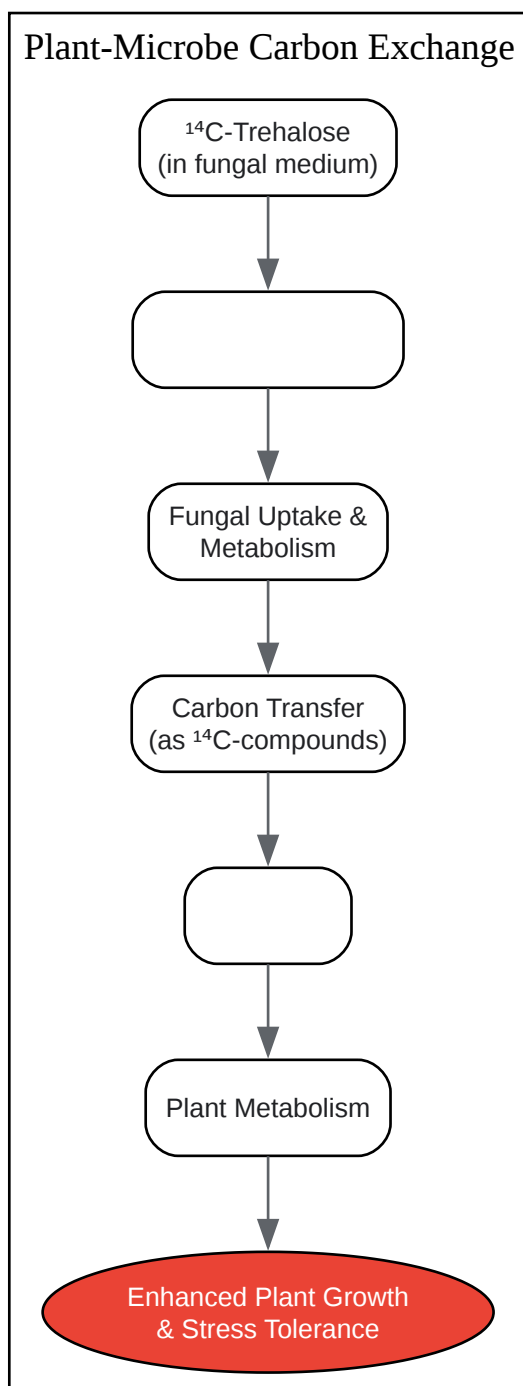 Plant-Microbe Carbon Exchange
¹⁴C-Trehalose
(in fungal medium)
Fungal Uptake &
Metabolism
Carbon Transfer
(as ¹⁴C-compounds)
Plant Metabolism
Enhanced Plant Growth
& Stress Tolerance